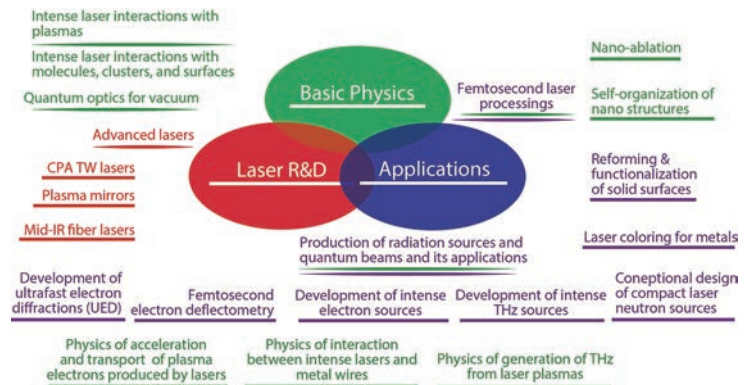 Intense laser interactions with
plasmas
Intense laser interactions with
molecules, clusters, and surfaces
Quantum optics for vacuum
Advanced lasers
CPA TW lasers
Plasma mirrors
Mid-IR fiber lasers
Basic Physics
Laser R&D
Applications
Femtosecond laser
processings
Nano-ablation
Self-organization of
nano structures
Reforming &
functionalization
of solid surfaces
Laser coloring for metals
Production of radiation sources and
quantum beams and its applications
Development of
ultrafast electron
diffractions (UED)
Femtosecond
electron deflectometry
Development of intense
electron sources
Development of intense
THz sources
Coneptional design
of compact laser
neutron sources
Physics of acceleration
and transport of plasma
electrons produced by lasers
Physics of interaction
between intense lasers and
metal wires
Physics of generation of THz
from laser plasmas